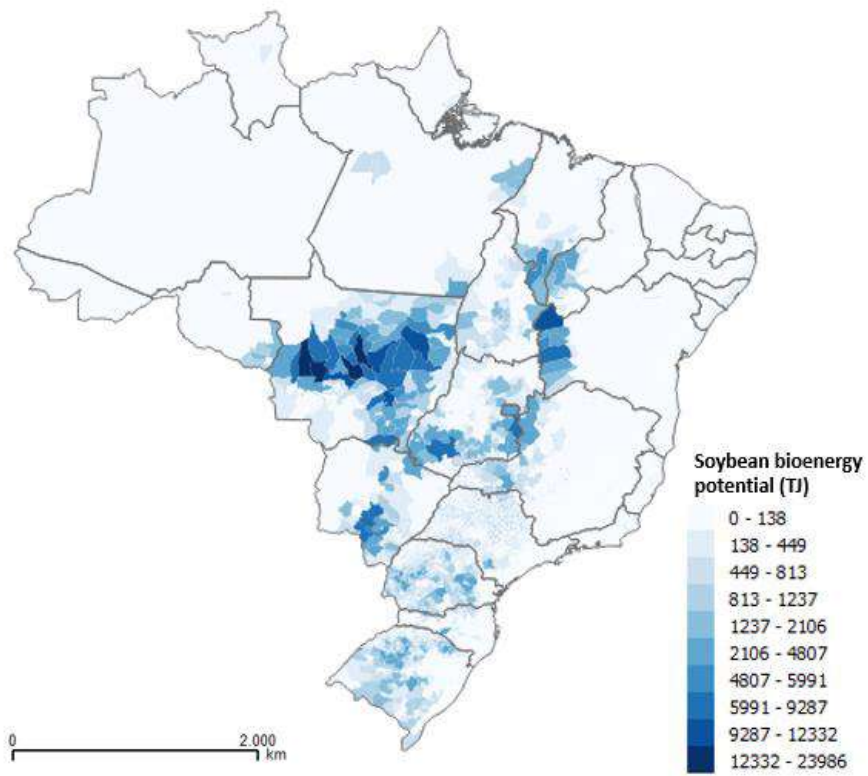 Soybean bioenergy
potential (TJ)
0 - 138
138 - 449
449 - 813
813 - 1237
1237 - 2106
2106 - 4807
4807 - 5991
5991 - 9287
9287 - 12332
12332 - 23986
0 2.000
km